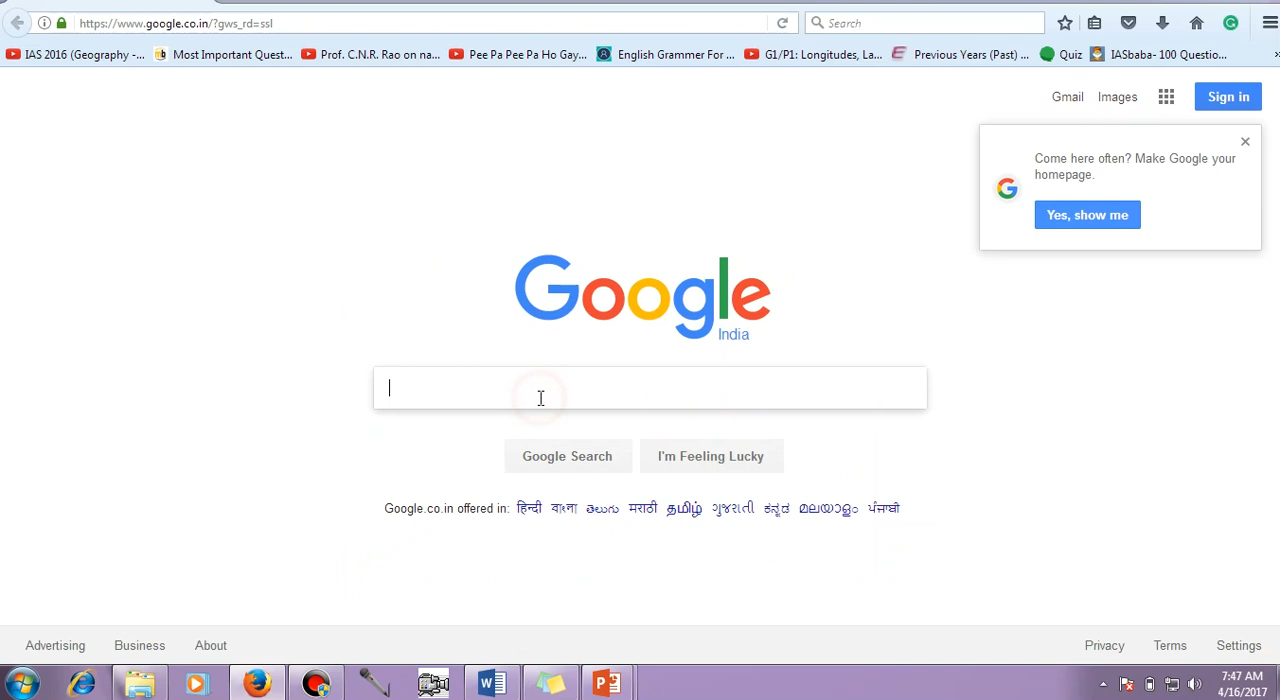 https://www.google.co.in/?gws_rd=ssl
Search
IAS 2016 (Geography -... Most Important Quest... Prof. C.N.R. Rao on na... Pee Pa Pee Pa Ho Gay... English Grammer For ... G1/P1: Longitudes, La... Previous Years (Past) ... Quiz IASbaba- 100 Questio...
Gmail Images Sign in
Come here often? Make Google your
homepage.
Yes, show me
Google
India
Google Search I'm Feeling Lucky
Google.co.in offered in: हिन्दी বাংলা తెలుగు मराठी தமிழ் ગુજરાતી ಕನ್ನಡ മലയാളം ਪੰਜਾਬੀ
Advertising Business About Privacy Terms Settings
7:47 AM
4/16/2017